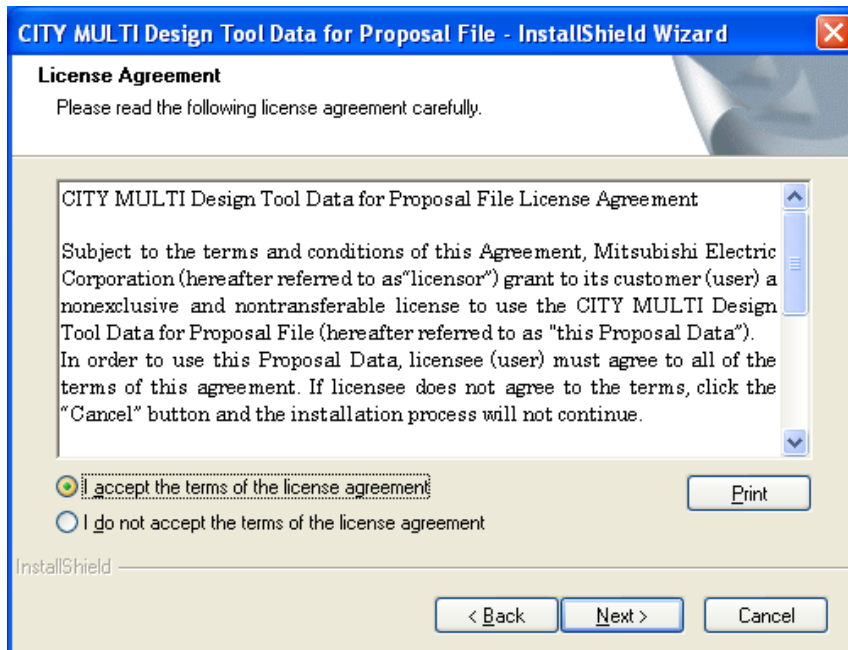 CITY MULTI Design Tool Data for Proposal File - InstallShield Wizard
License Agreement
Please read the following license agreement carefully.
CITY MULTI Design Tool Data for Proposal File License Agreement
Subject to the terms and conditions of this Agreement, Mitsubishi Electric
Corporation (hereafter referred to as“licensor”) grant to its customer (user) a
nonexclusive and nontransferable license to use the CITY MULTI Design
Tool Data for Proposal File (hereafter referred to as "this Proposal Data").
In order to use this Proposal Data, licensee (user) must agree to all of the
terms of this agreement. If licensee does not agree to the terms, click the
“Cancel” button and the installation process will not continue.
I accept the terms of the license agreement
Print
I do not accept the terms of the license agreement
InstallShield
< Back
Next >
Cancel